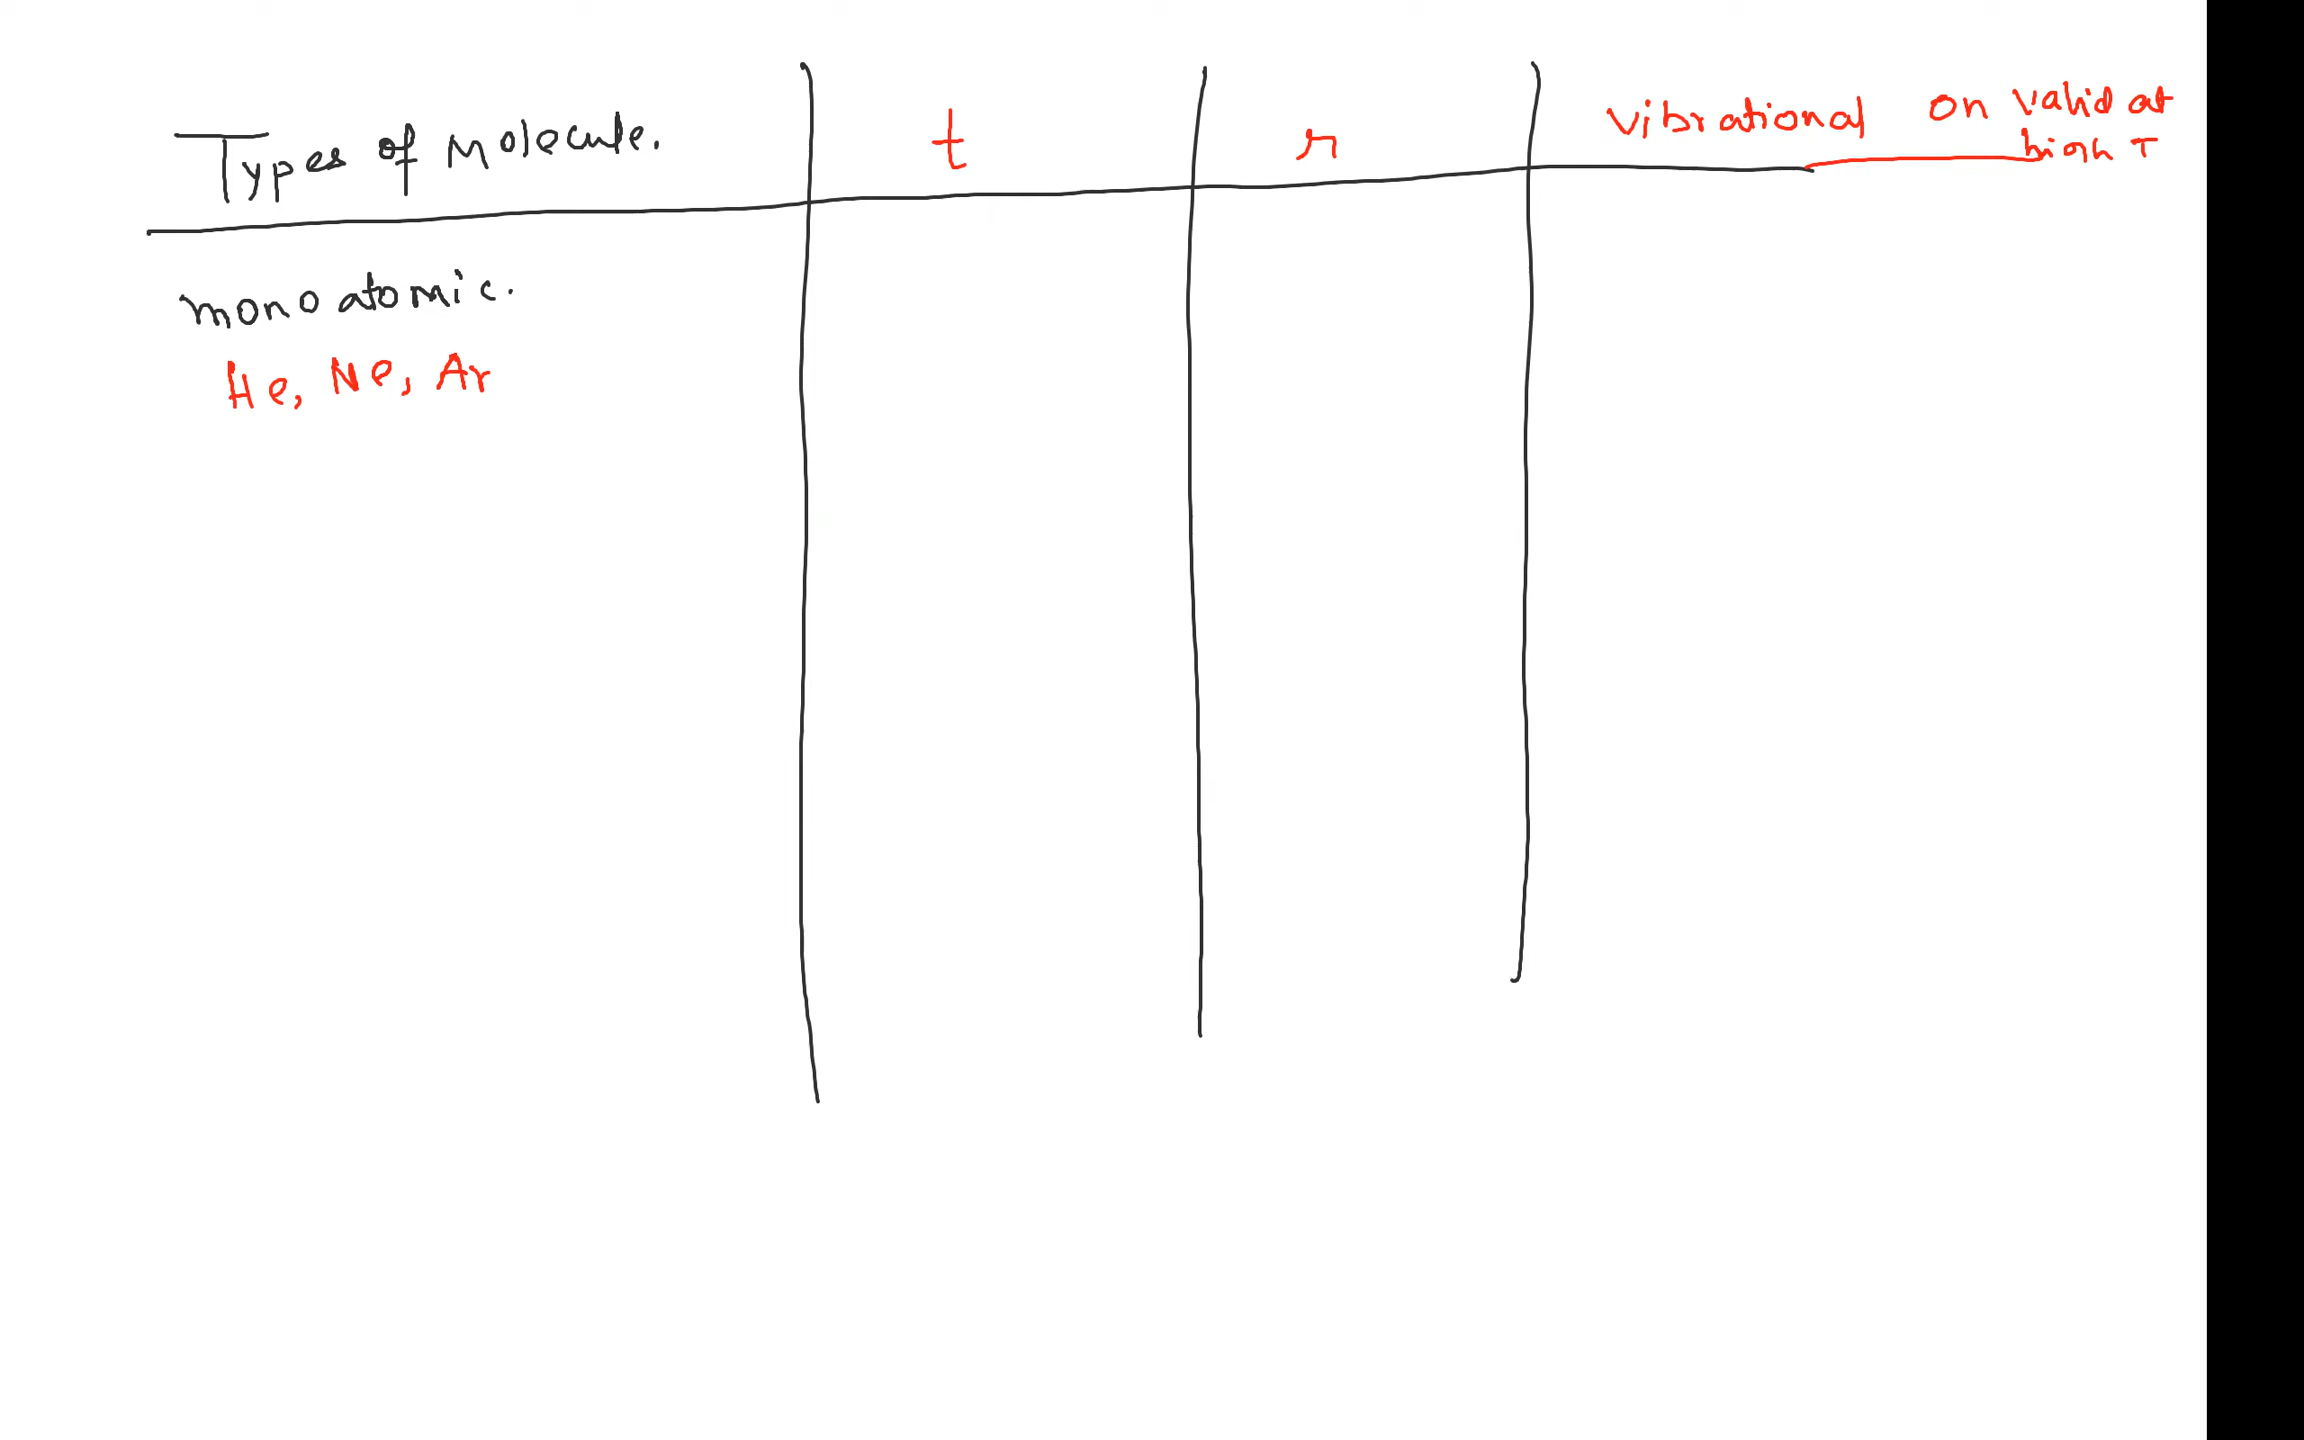 Types of Molecule. t r vibrational on valid at
high T
monoatomic.
He, Ne, Ar